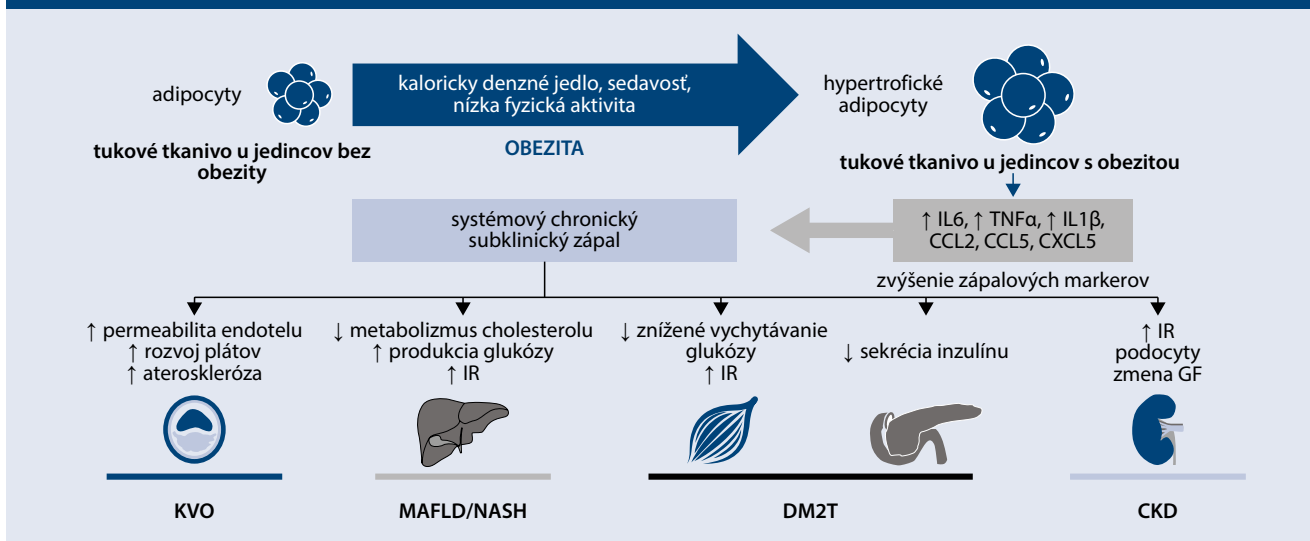 adipocyty
kaloricky denzné jedlo, sedavosť,
nízka fyzická aktivita
hypertrofické
adipocyty
tukové tkanivo u jedincov bez
obezity
OBEZITA
tukové tkanivo u jedincov s obezitou
systémový chronický
subklinický zápal
↑ IL6, ↑ TNFα, ↑ IL1β,
CCL2, CCL5, CXCL5
zvýšenie zápalových markerov
↑ permeabilita endotelu
↑ rozvoj plátov
↑ ateroskleróza
↓ metabolizmus cholesterolu
↑ produkcia glukózy
↑ IR
↓ znížené vychytávanie
glukózy
↑ IR
↓ sekrécia inzulínu
↑ IR
podocyty
zmena GF
KVO
MAFLD/NASH
DM2T
CKD